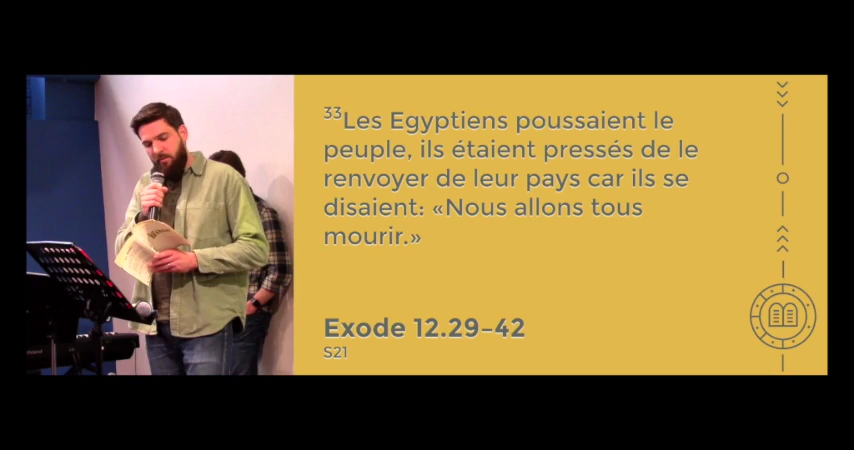 ³³Les Egyptiens poussaient le
peuple, ils étaient pressés de le
renvoyer de leur pays car ils se
disaient: «Nous allons tous
mourir.»
Exode 12.29–42
S21
Roland